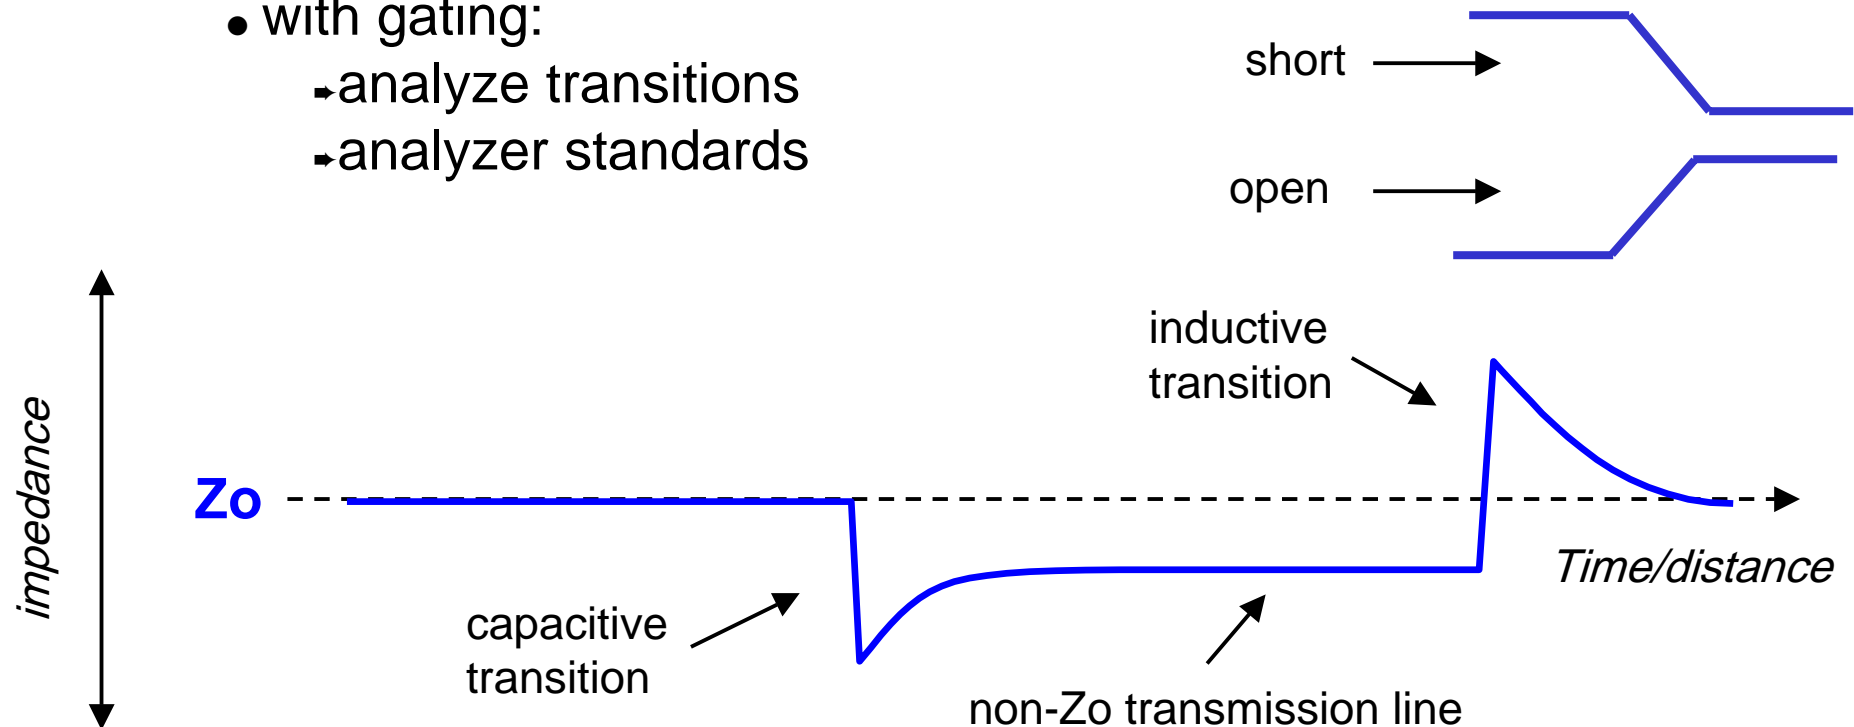 ● with gating:
➨analyze transitions
➨analyzer standards
short
open
inductive
transition
impedance
Zo
Time/distance
capacitive
transition
non-Zo transmission line